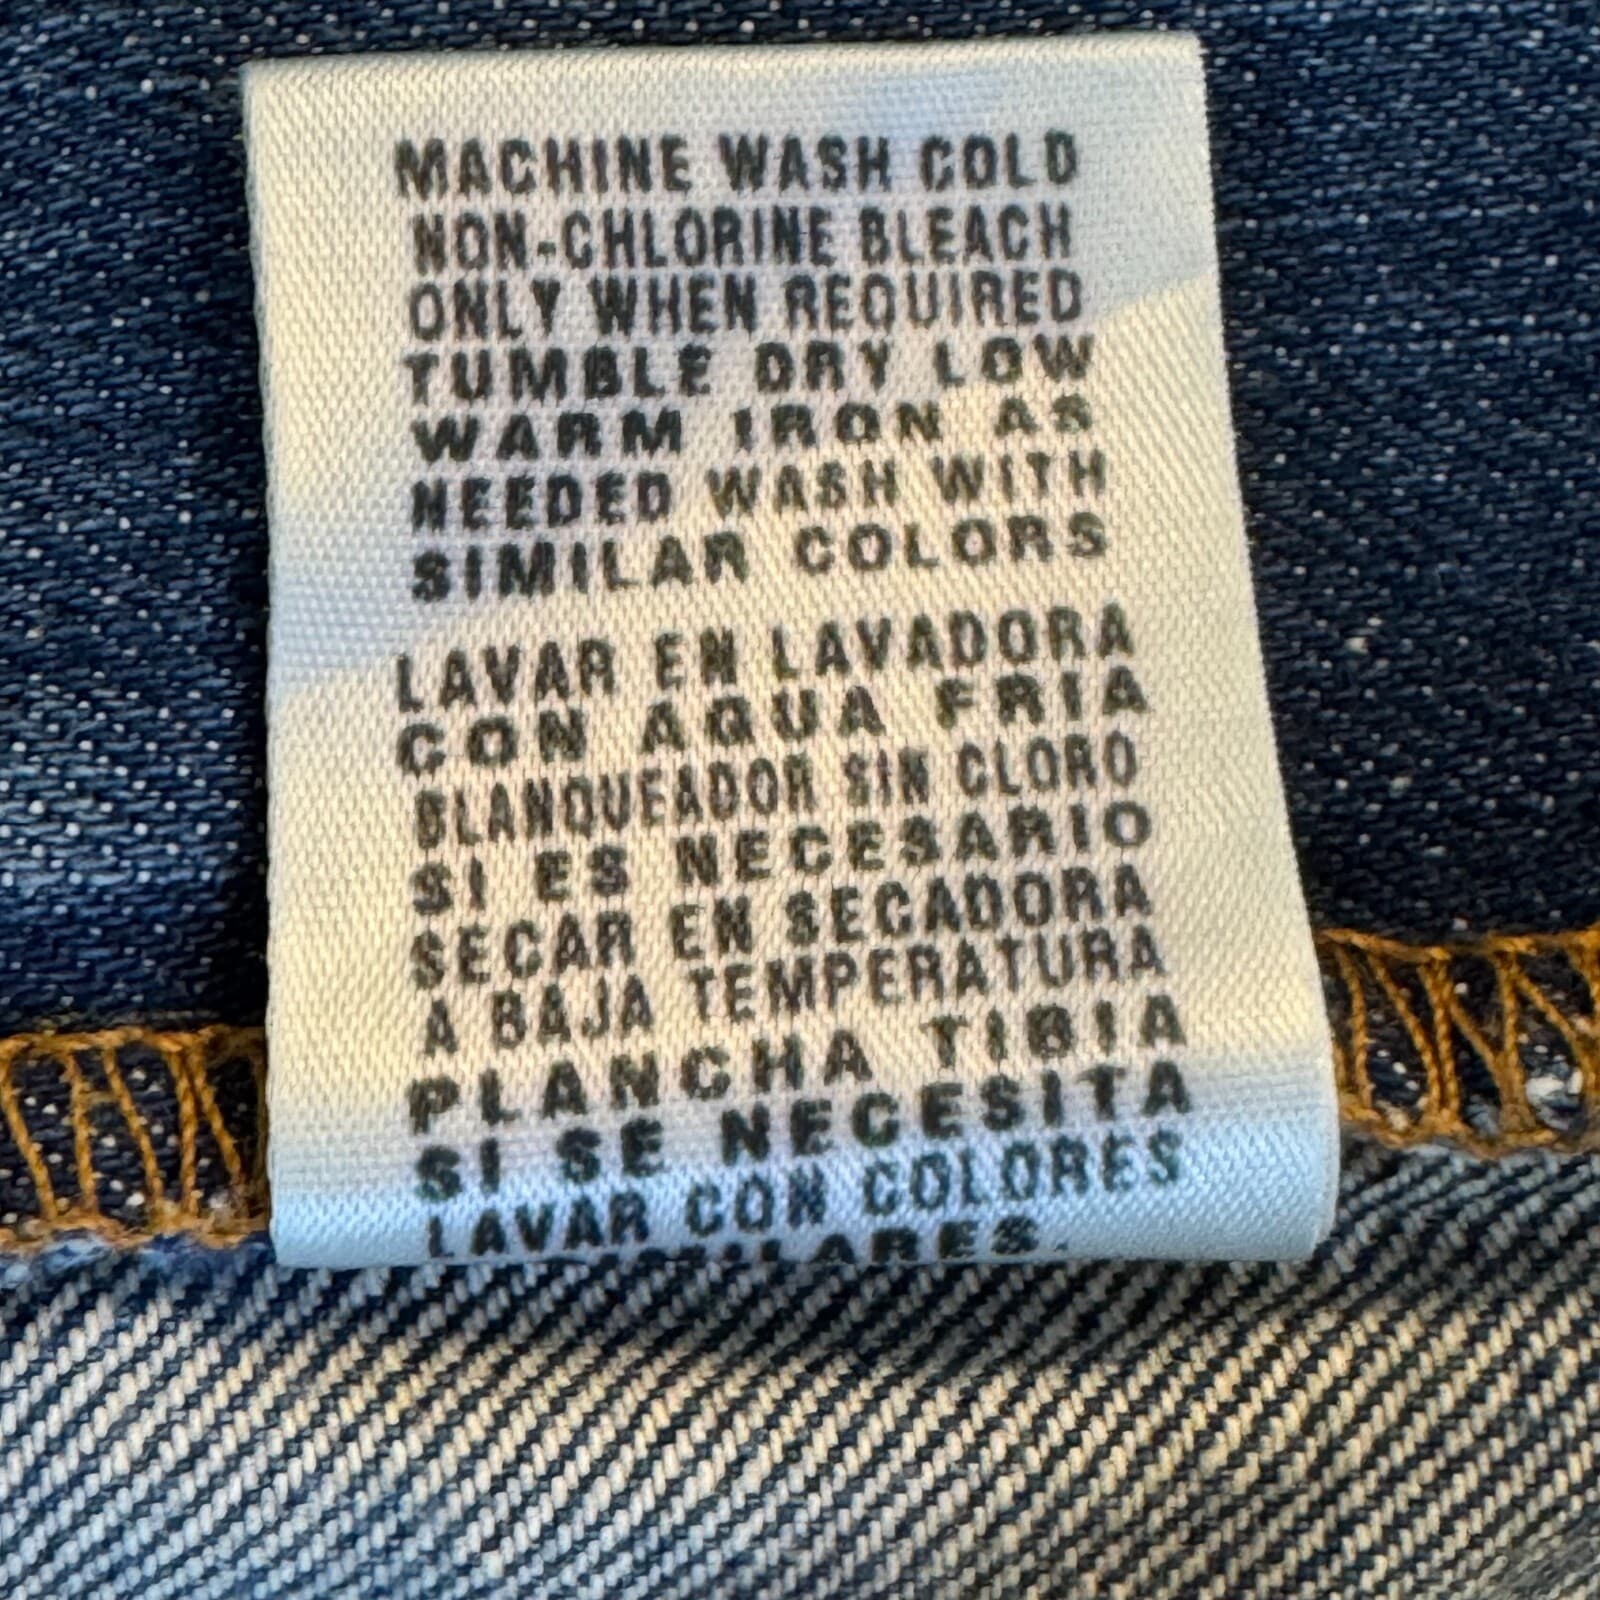 MACHINE WASH COLD
NON-CHLORINE BLEACH
ONLY WHEN REQUIRED
TUMBLE DRY LOW
WARM IRON AS
NEEDED WASH WITH
SIMILAR COLORS
LAVAR EN LAVADORA
CON AGUA FRIA
BLANQUEADOR SIN CLORO
SI ES NECESARIO
SECAR EN SECADORA
A BAJA TEMPERATURA
PLANCHA TIBIA
SI SE NECESITA
LAVAR CON COLORES
SIMILARES.